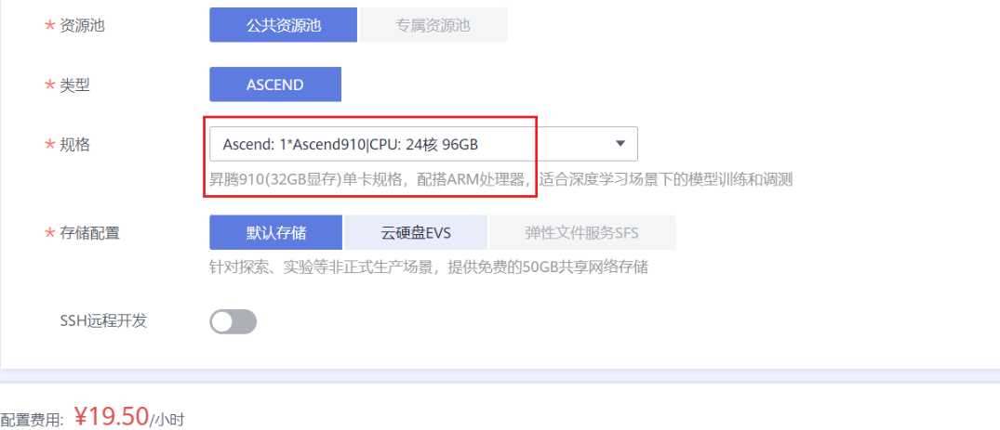 * 资源池 公共资源池 专属资源池
* 类型 ASCEND
* 规格 Ascend: 1*Ascend910|CPU: 24核 96GB
昇腾910(32GB显存)单卡规格，配搭ARM处理器，适合深度学习场景下的模型训练和调测
* 存储配置 默认存储 云硬盘EVS 弹性文件服务SFS
针对探索、实验等非正式生产场景，提供免费的50GB共享网络存储
SSH远程开发
配置费用: ¥19.50/小时